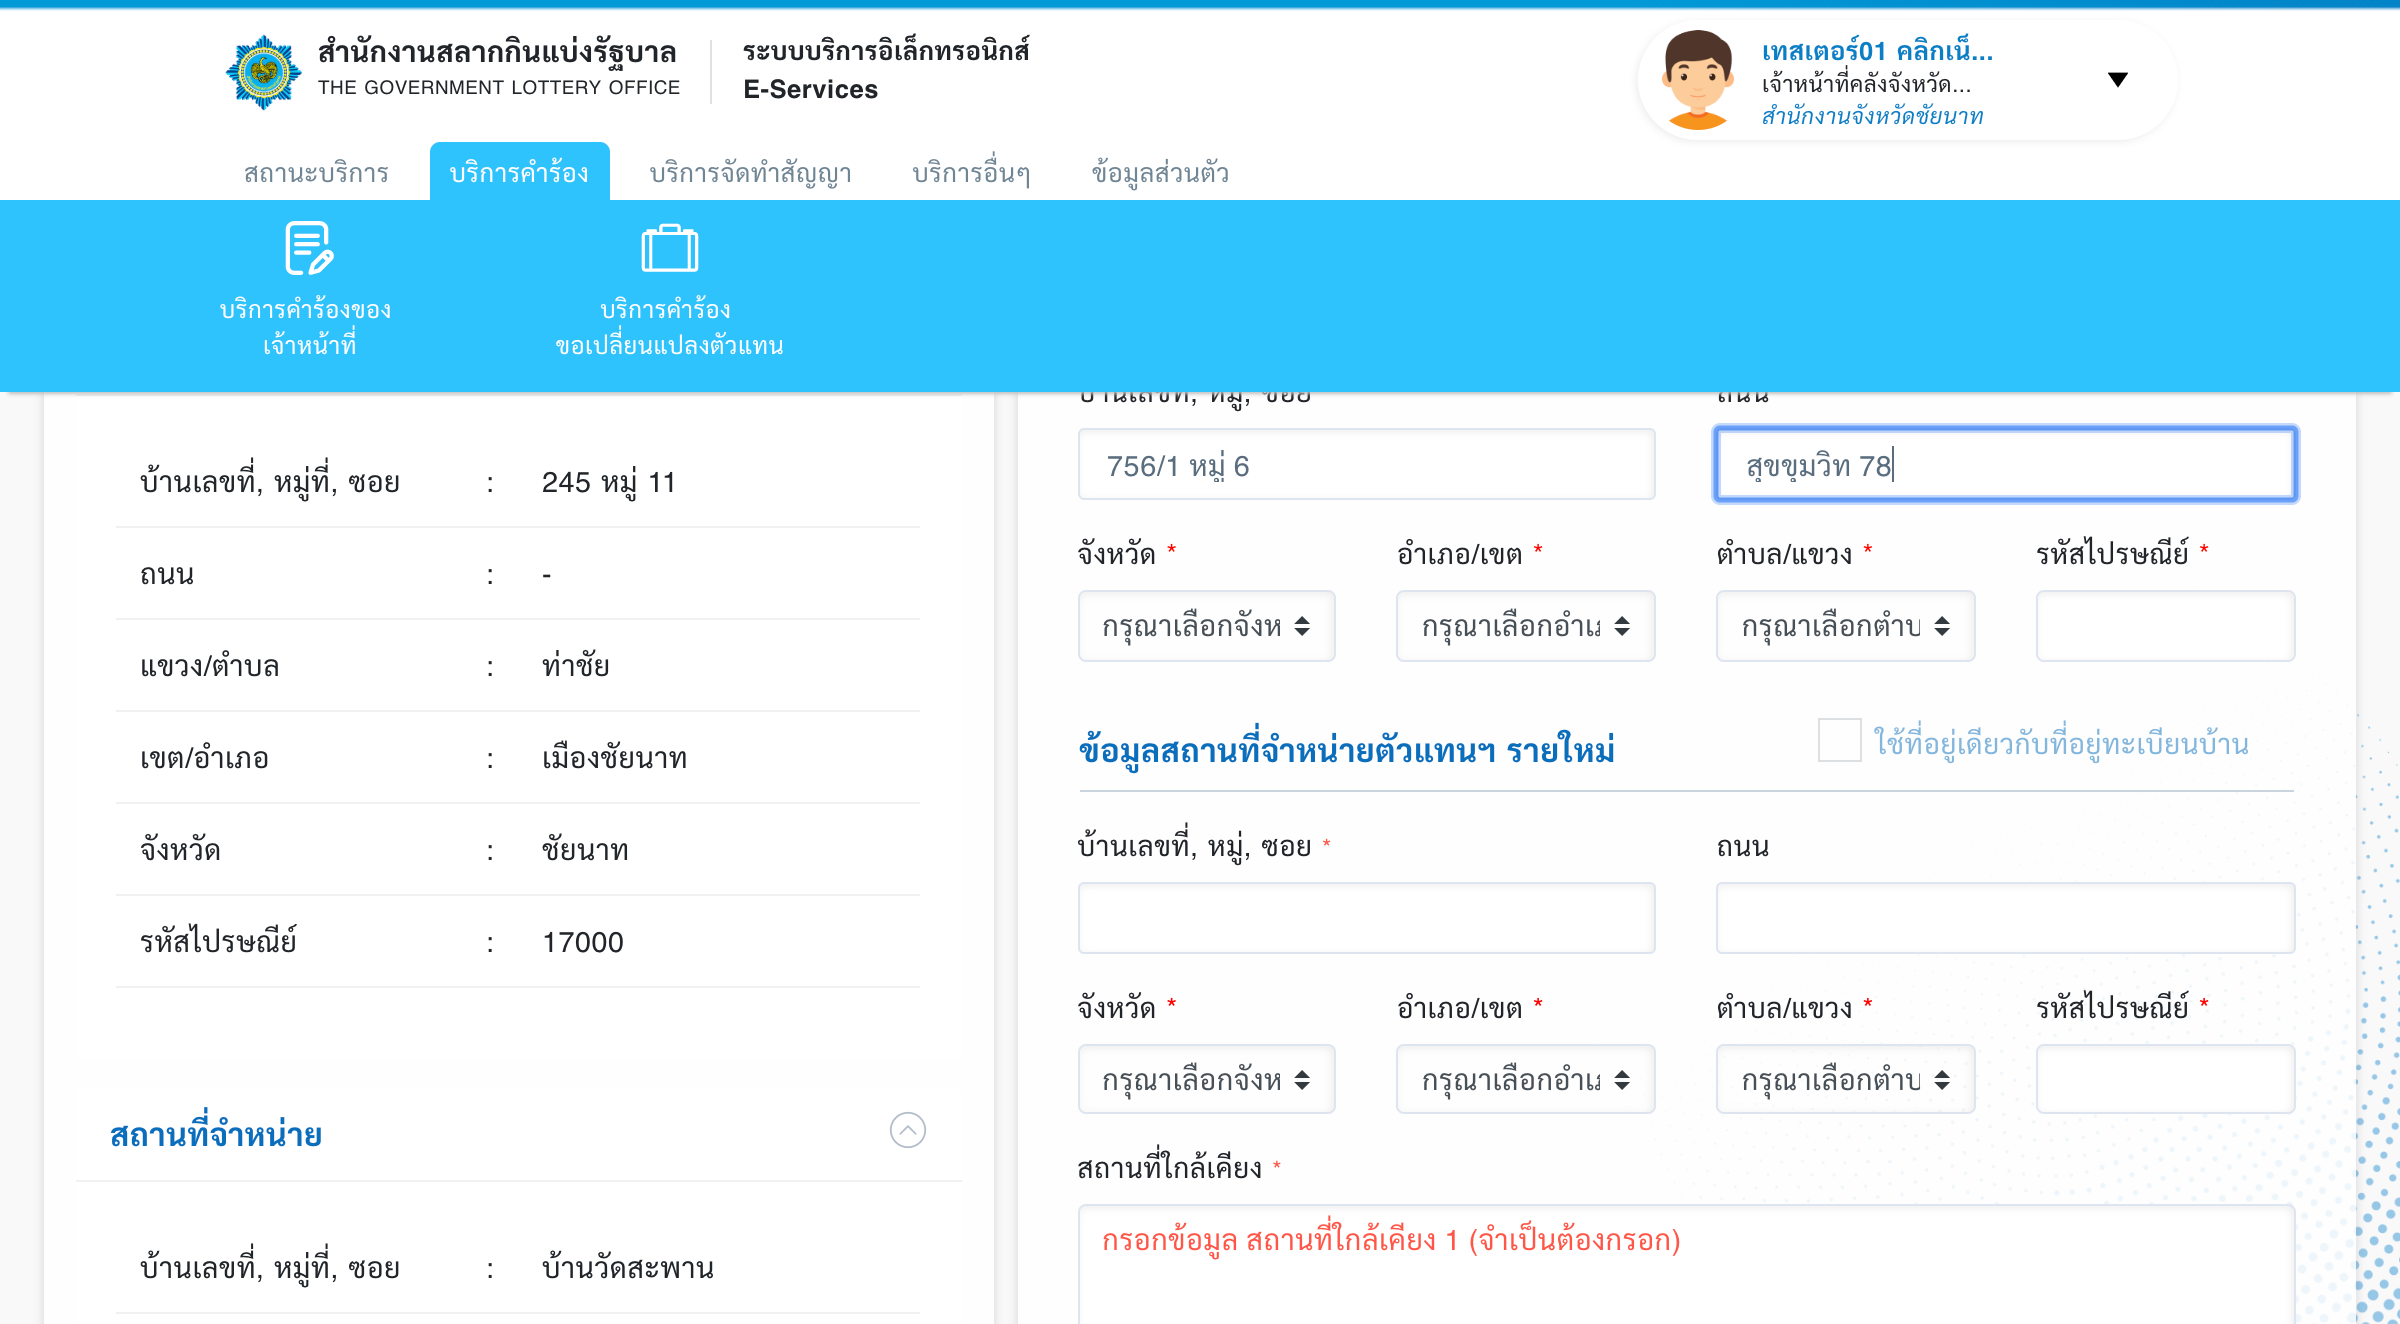 สำนักงานสลากกินแบ่งรัฐบาล
THE GOVERNMENT LOTTERY OFFICE
ระบบบริการอิเล็กทรอนิกส์
E-Services
เทสเตอร์01 คลิกเน็...
เจ้าหน้าที่คลังจังหวัด...
สำนักงานจังหวัดชัยนาท
สถานะบริการ
บริการคำร้อง
บริการจัดทำสัญญา
บริการอื่นๆ
ข้อมูลส่วนตัว
บริการคำร้องของ
เจ้าหน้าที่
บริการคำร้อง
ขอเปลี่ยนแปลงตัวแทน
บ้านเลขที่, หมู่ที่, ซอย : 245 หมู่ 11
ถนน : -
แขวง/ตำบล : ท่าชัย
เขต/อำเภอ : เมืองชัยนาท
จังหวัด : ชัยนาท
รหัสไปรษณีย์ : 17000
สถานที่จำหน่าย
บ้านเลขที่, หมู่ที่, ซอย : บ้านวัดสะพาน
บ้านเลขที่, หมู่, ซอย
ถนน
756/1 หมู่ 6
สุขขุมวิท 78
จังหวัด * อำเภอ/เขต * ตำบล/แขวง * รหัสไปรษณีย์ *
กรุณาเลือกจังห กรุณาเลือกอำเภ กรุณาเลือกตำบ
ข้อมูลสถานที่จำหน่ายตัวแทนฯ รายใหม่
ใช้ที่อยู่เดียวกับที่อยู่ทะเบียนบ้าน
บ้านเลขที่, หมู่, ซอย *
ถนน
จังหวัด * อำเภอ/เขต * ตำบล/แขวง * รหัสไปรษณีย์ *
กรุณาเลือกจังห กรุณาเลือกอำเภ กรุณาเลือกตำบ
สถานที่ใกล้เคียง *
กรอกข้อมูล สถานที่ใกล้เคียง 1 (จำเป็นต้องกรอก)